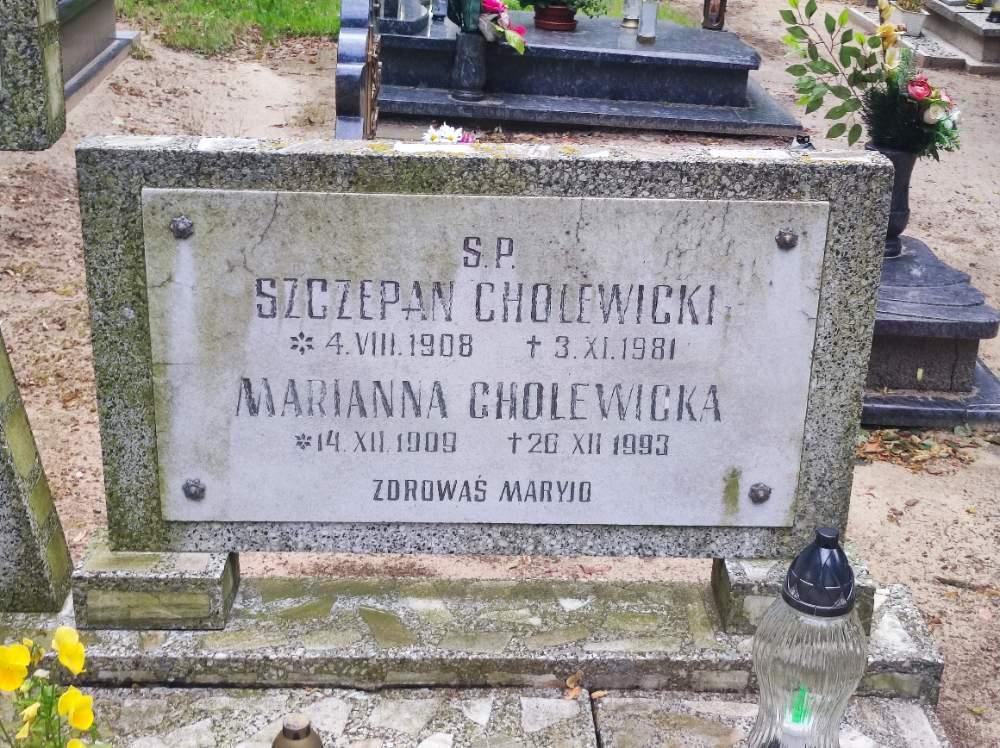 S.P.
SZCZEPAN CHOLEWICKI
* 4.VIII.1908 † 3.XI.1981
MARIANNA CHOLEWICKA
*14.XII.1909 †26 XII 1993
ZDROWAŚ MARYJO